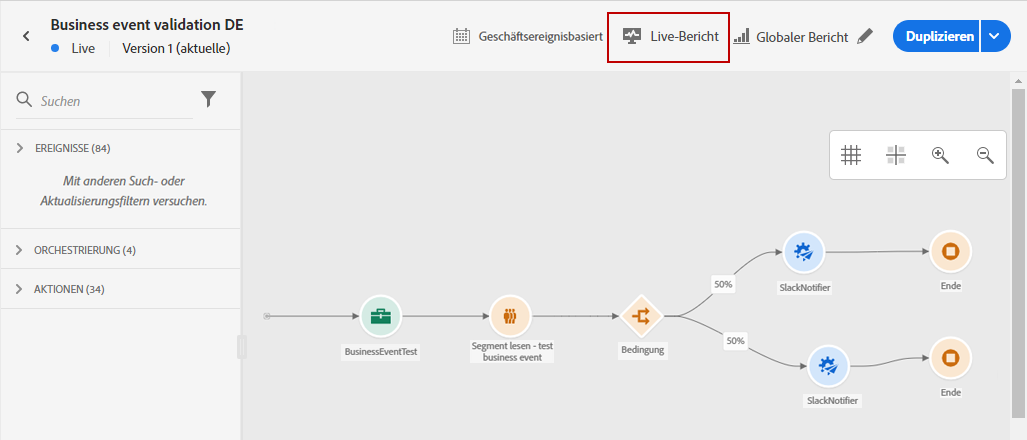 Business event validation DE
Live Version 1 (aktuelle)
Geschäftsereignisbasiert
Live-Bericht
Globaler Bericht
Duplizieren
Suchen
EREIGNISSE (84)
Mit anderen Such- oder
Aktualisierungsfiltern versuchen.
ORCHESTRIERUNG (4)
AKTIONEN (34)
BusinessEventTest
Segment lesen - test
business event
Bedingung
50%
SlackNotifier
Ende
50%
SlackNotifier
Ende